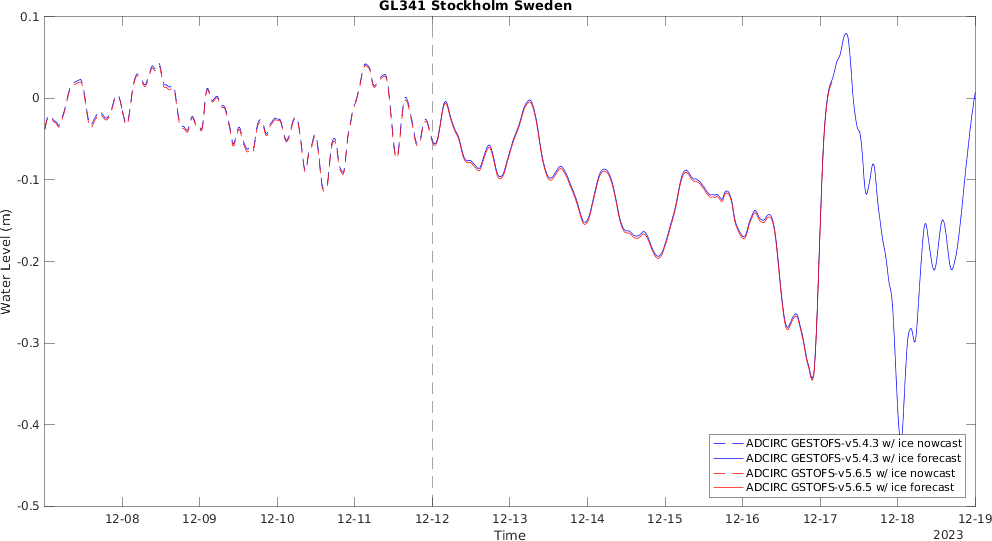 GL341 Stockholm Sweden
0.1
0
-0.1
-0.2
-0.3
-0.4
-0.5
Water Level (m)
ADCIRC GESTOFS-v5.4.3 w/ ice nowcast
ADCIRC GESTOFS-v5.4.3 w/ ice forecast
ADCIRC GSTOFS-v5.6.5 w/ ice nowcast
ADCIRC GSTOFS-v5.6.5 w/ ice forecast
12-08 12-09 12-10 12-11 12-12 12-13 12-14 12-15 12-16 12-17 12-18 12-19
Time
2023